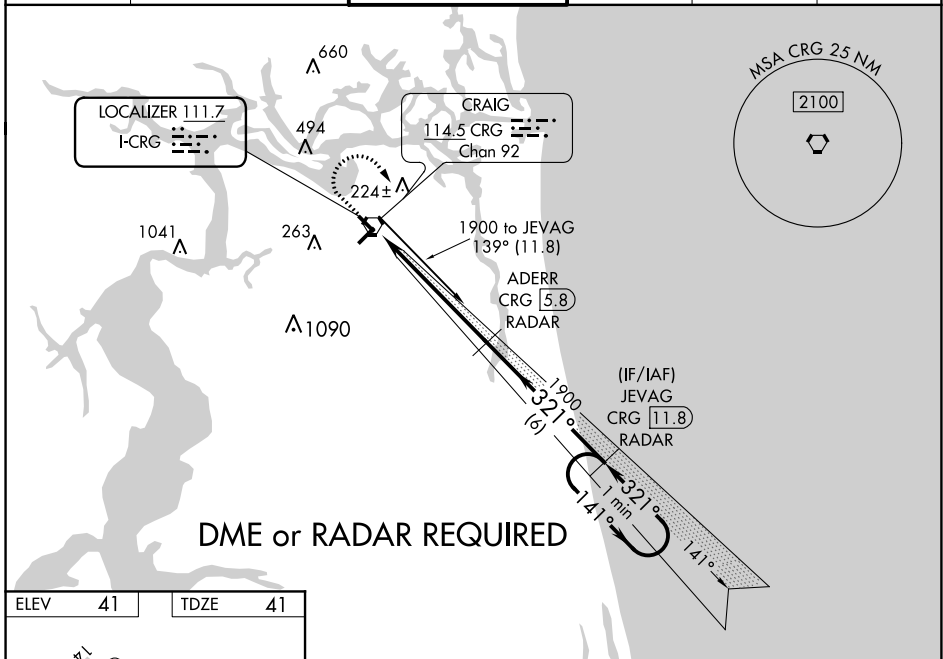 660
MSA CRG 25 NM
2100
LOCALIZER 111.7
I-CRG
CRAIG
114.5 CRG
Chan 92
494
224±
1041
263
1900 to JEVAG
139° (11.8)
ADERR
CRG 5.8
RADAR
1090
(IF/IAF)
JEVAG
CRG 11.8
RADAR
1900
321°
(6)
321°
1 min
141°
141°
DME or RADAR REQUIRED
ELEV 41
TDZE 41